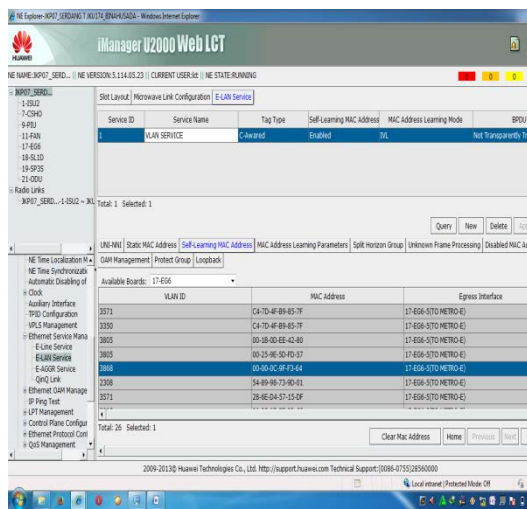 NE Explorer-JKP07_SERDANG T.JKU174_BINAHUSADA - Windows Internet Explorer
HUAWEI
iManager U2000 Web LCT
NE NAME:JKP07_SERD... || NE VERSION:5.114.05.23 || CURRENT USER:lct || NE STATE:RUNNING
0 0 0
JKP07_SERD...
1-ISU2
7-CSHO
9-PIU
11-FAN
17-EG6
18-SL1D
19-SP3S
21-ODU
Radio Links
JKP07_SERD...-1-ISU2
Slot Layout Microwave Link Configuration E-LAN Service
Service ID Service Name Tag Type Self-Learning MAC Address MAC Address Learning Mode BPDU
1 VLAN SERVICE C-Awared Enabled IVL Not Transparently
Total: 1 Selected: 1
Query New Delete
UNI-NNI Static MAC Address Self-Learning MAC Address MAC Address Learning Parameters Split Horizon Group Unknown Frame Processing Disabled MAC
OAM Management Protect Group Loopback
Available Boards: 17-EG6
VLAN ID MAC Address Egress Interface
3571 C4-7D-4F-B9-85-7F 17-EG6-5(TO METRO-E)
3350 C4-7D-4F-B9-85-7F 17-EG6-5(TO METRO-E)
3805 00-1B-0D-EE-42-80 17-EG6-5(TO METRO-E)
3805 00-25-9E-5D-FD-57 17-EG6-5(TO METRO-E)
3868 00-00-0C-9F-F3-64 17-EG6-5(TO METRO-E)
2308 54-89-98-73-9D-01 17-EG6-5(TO METRO-E)
3571 28-6E-D4-57-15-DF 17-EG6-5(TO METRO-E)
Total: 26 Selected: 1
Clear Mac Address Home Previous Next
NE Time Localization M
NE Time Synchronizati
Automatic Disabling of
Clock
Auxiliary Interface
TPID Configuration
VPLS Management
Ethernet Service Mana
E-Line Service
E-LAN Service
E-AGGR Service
QinQ Link
Ethernet OAM Manage
IP Ping Test
LPT Management
Control Plane Configur
Ethernet Protocol Conf
QoS Management
2009-2013© Huawei Technologies Co., Ltd. http://support.huawei.com Technical Support:(0086-0755)28560000
Local intranet | Protected Mode: Off